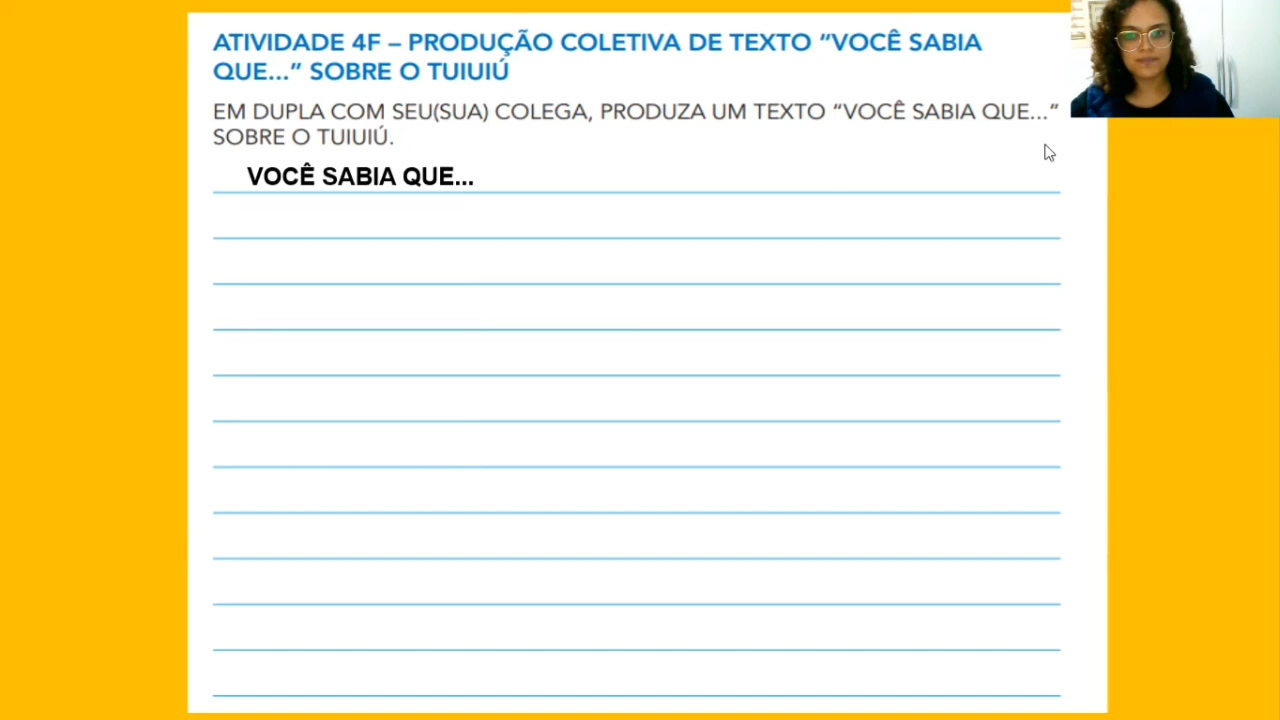 ATIVIDADE 4F – PRODUÇÃO COLETIVA DE TEXTO “VOCÊ SABIA
QUE...” SOBRE O TUIUIÚ
EM DUPLA COM SEU(SUA) COLEGA, PRODUZA UM TEXTO “VOCÊ SABIA QUE...”
SOBRE O TUIUIÚ.
VOCÊ SABIA QUE...